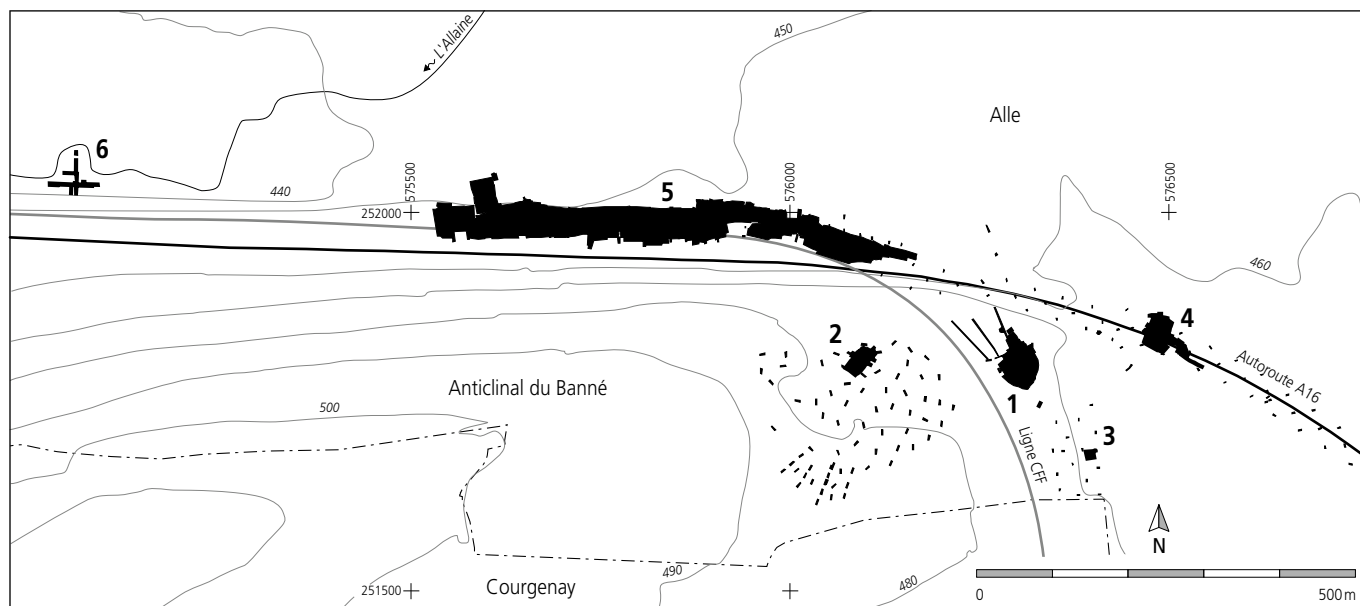 450
L'Allaine
Alle
6
575500
576000
576500
440
5
252000
460
4
2
Autoroute A16
Anticlinal du Banné
1
500
Ligne CFF
3
N
490
480
Courgenay
251500
0
500 m